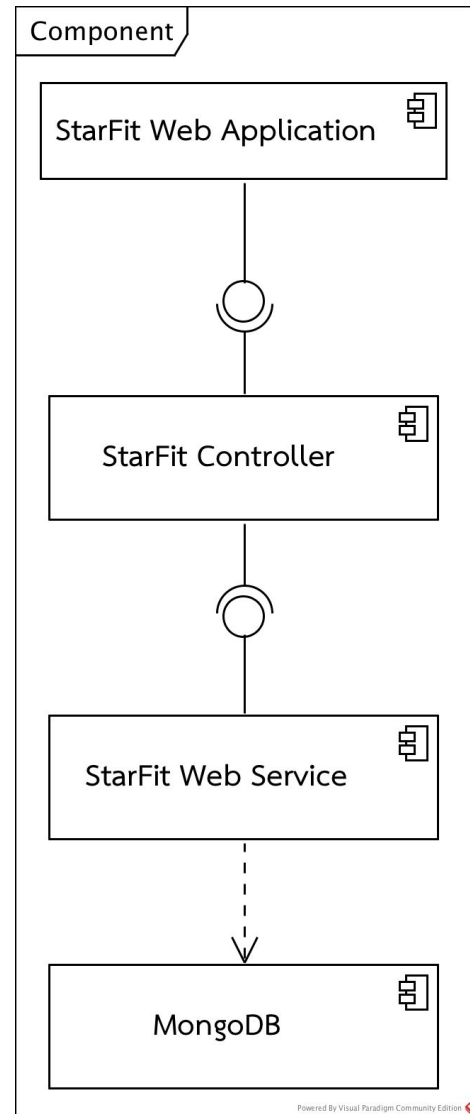 Component
StarFit Web Application
StarFit Controller
StarFit Web Service
MongoDB
Powered By Visual Paradigm Community Edition